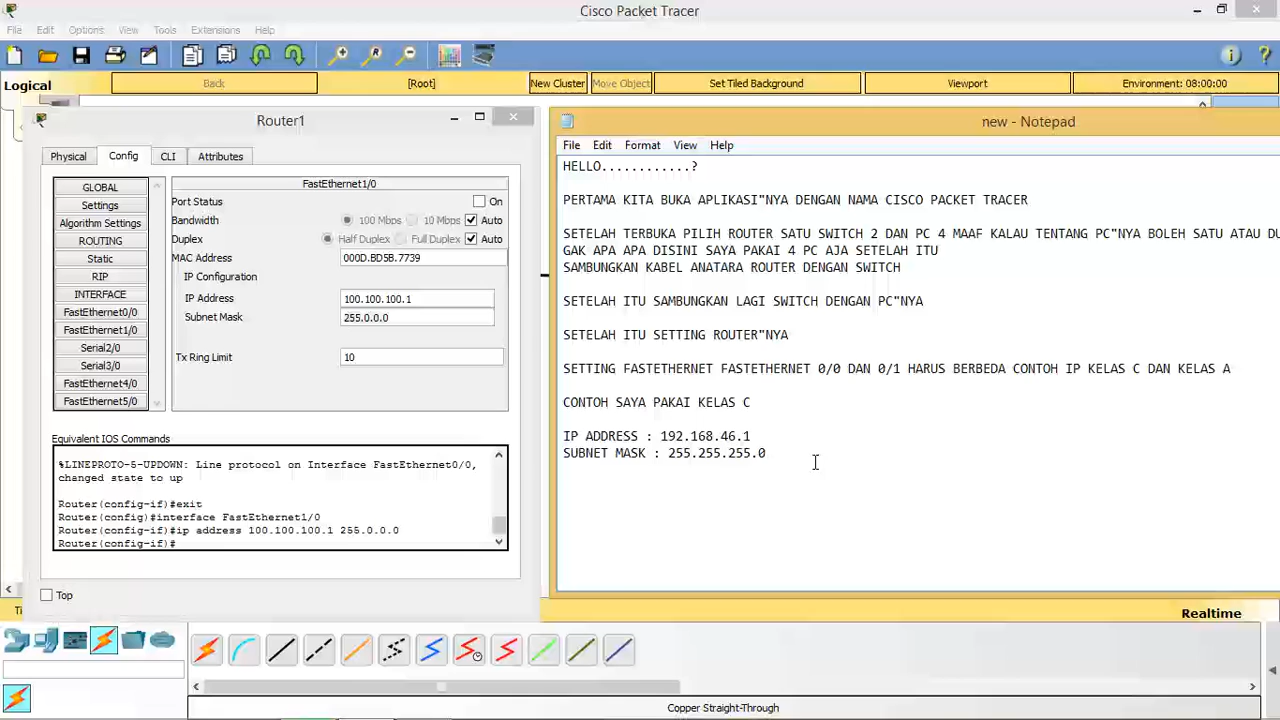 Cisco Packet Tracer
File Edit Options View Tools Extensions Help
Logical
Back
[Root]
New Cluster
Move Object
Set Tiled Background
Viewport
Environment: 08:00:00
Router1
Physical Config CLI Attributes
GLOBAL
Settings
Algorithm Settings
ROUTING
Static
RIP
INTERFACE
FastEthernet0/0
FastEthernet1/0
Serial2/0
Serial3/0
FastEthernet4/0
FastEthernet5/0
FastEthernet1/0
Port Status On
Bandwidth 100 Mbps 10 Mbps Auto
Duplex Half Duplex Full Duplex Auto
MAC Address 000D.BD5B.7739
IP Configuration
IP Address 100.100.100.1
Subnet Mask 255.0.0.0
Tx Ring Limit 10
Equivalent IOS Commands
%LINEPROTO-5-UPDOWN: Line protocol on Interface FastEthernet0/0,
changed state to up
Router(config-if)#exit
Router(config)#interface FastEthernet1/0
Router(config-if)#ip address 100.100.100.1 255.0.0.0
Router(config-if)#
Top
new - Notepad
File Edit Format View Help
HELLO............?
PERTAMA KITA BUKA APLIKASI"NYA DENGAN NAMA CISCO PACKET TRACER
SETELAH TERBUKA PILIH ROUTER SATU SWITCH 2 DAN PC 4 MAAF KALAU TENTANG PC"NYA BOLEH SATU ATAU DU
GAK APA APA DISINI SAYA PAKAI 4 PC AJA SETELAH ITU
SAMBUNGKAN KABEL ANATARA ROUTER DENGAN SWITCH
SETELAH ITU SAMBUNGKAN LAGI SWITCH DENGAN PC"NYA
SETELAH ITU SETTING ROUTER"NYA
SETTING FASTETHERNET FASTETHERNET 0/0 DAN 0/1 HARUS BERBEDA CONTOH IP KELAS C DAN KELAS A
CONTOH SAYA PAKAI KELAS C
IP ADDRESS : 192.168.46.1
SUBNET MASK : 255.255.255.0
Ti
Realtime
Copper Straight-Through